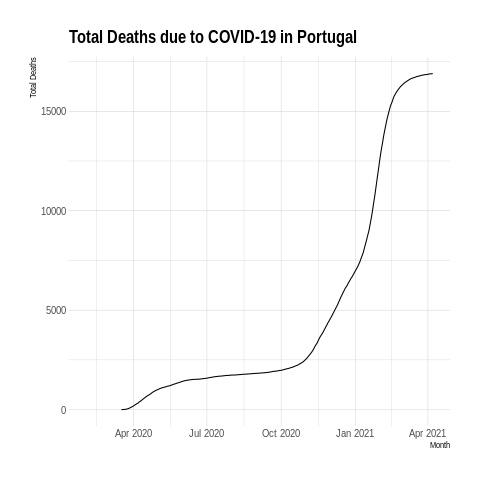 Total Deaths due to COVID-19 in Portugal
Total Deaths
15000
10000
5000
0
Apr 2020 Jul 2020 Oct 2020 Jan 2021 Apr 2021
Month